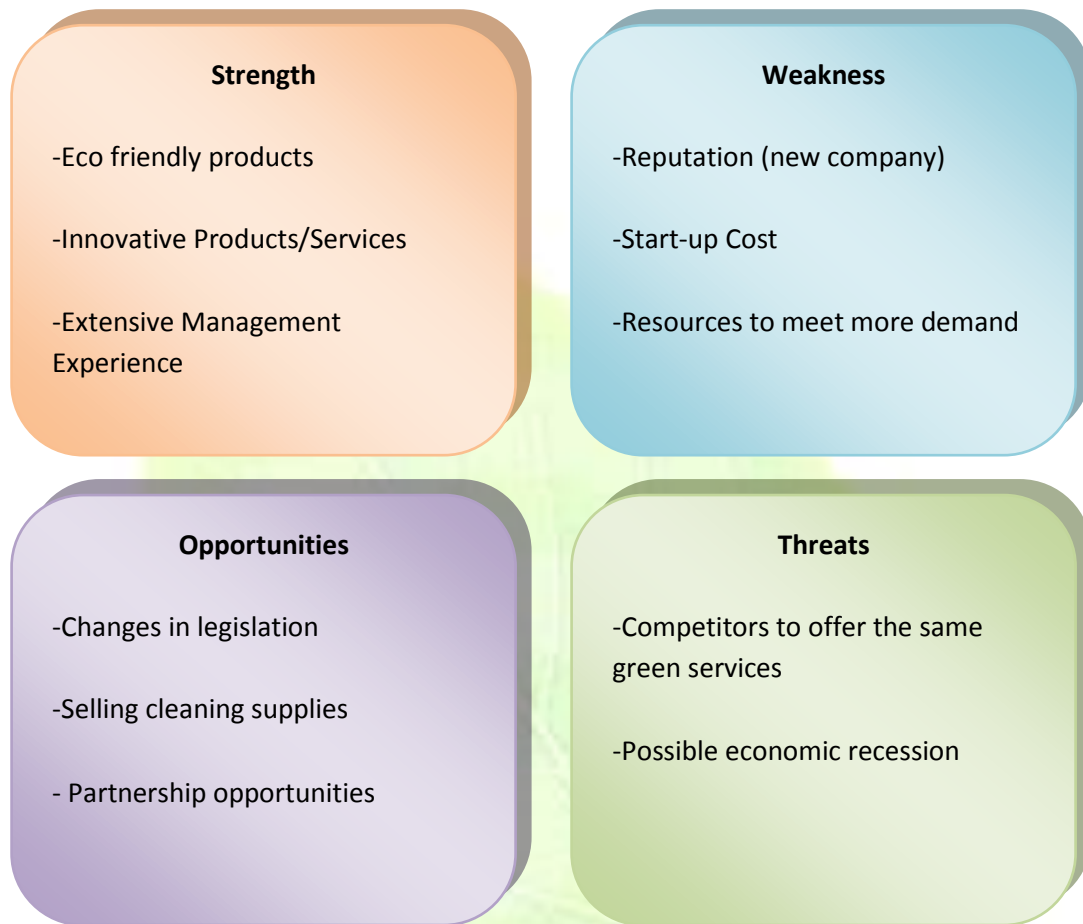 Strength
-Eco friendly products
-Innovative Products/Services
-Extensive Management
Experience
Weakness
-Reputation (new company)
-Start-up Cost
-Resources to meet more demand
Opportunities
-Changes in legislation
-Selling cleaning supplies
- Partnership opportunities
Threats
-Competitors to offer the same
green services
-Possible economic recession